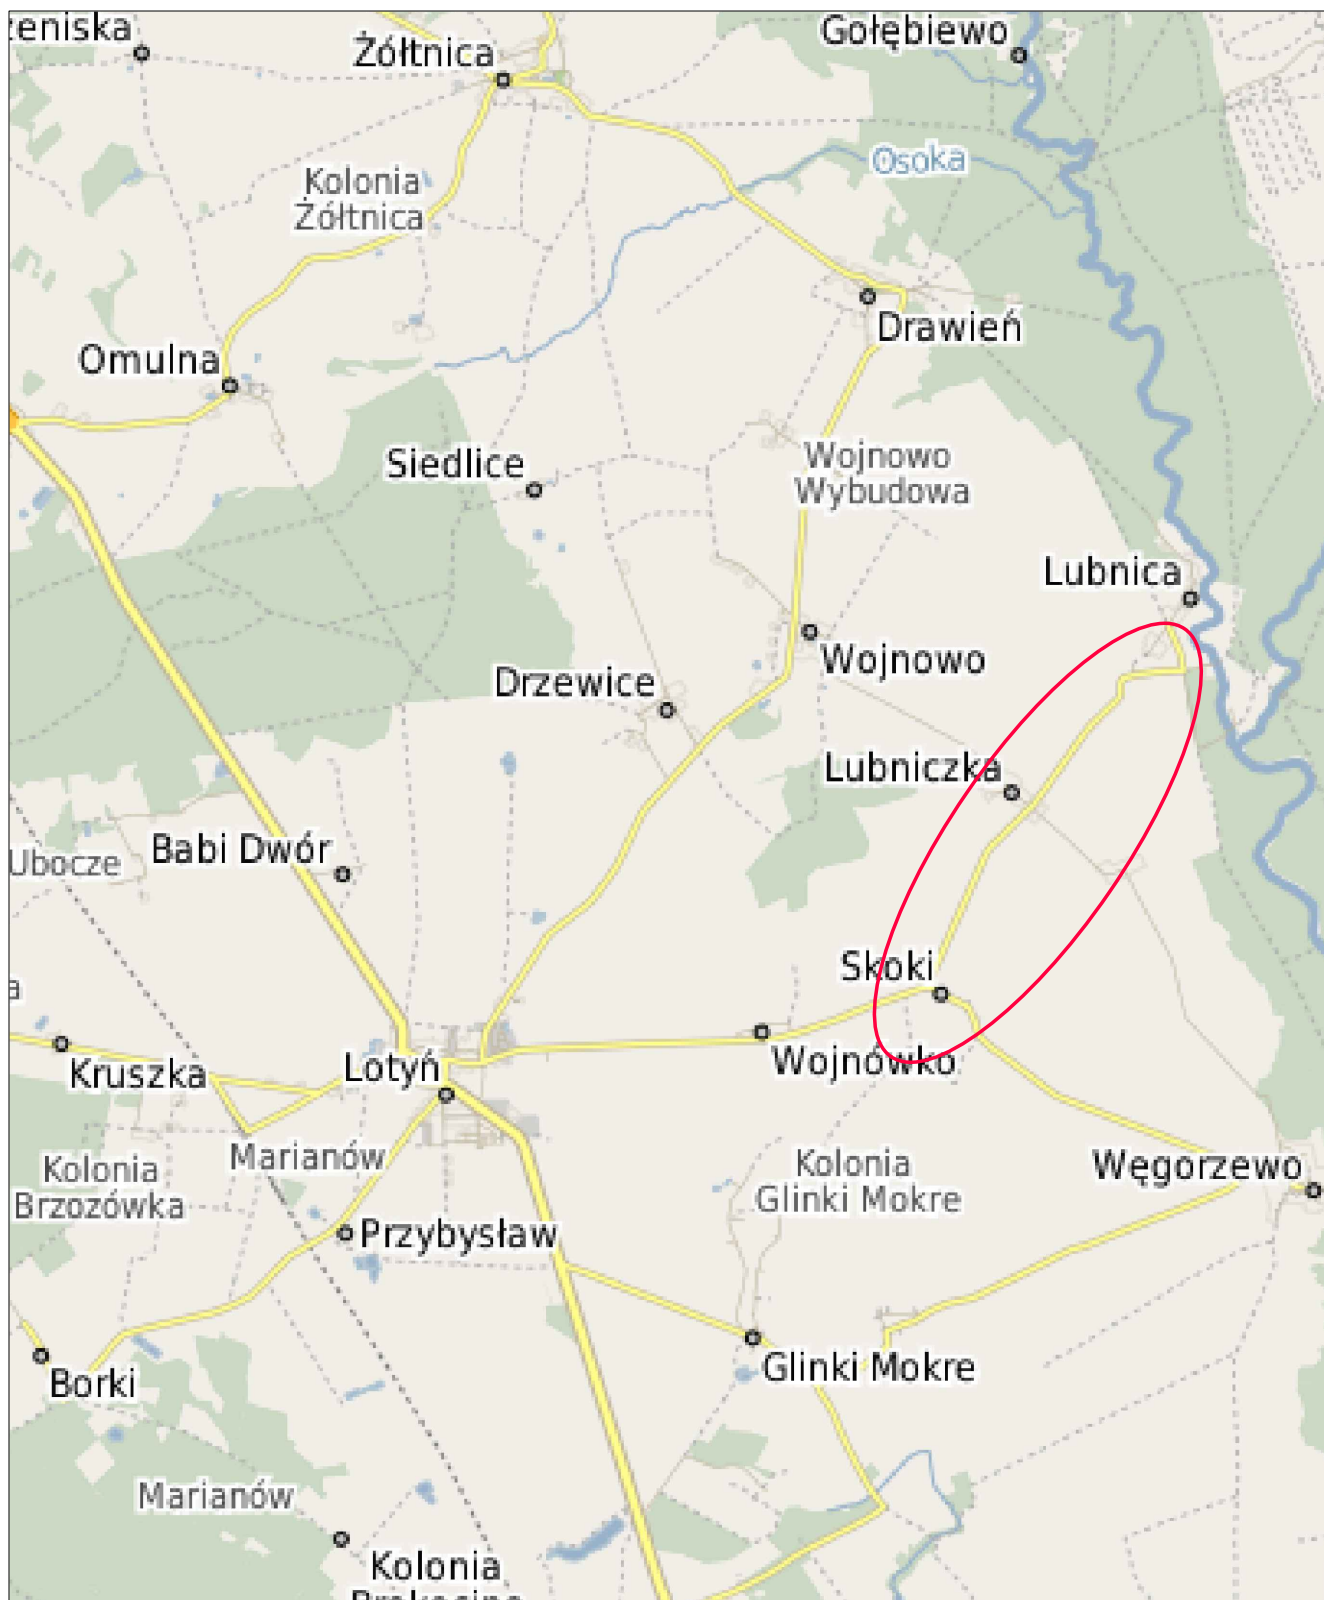 eniska
Żółtnica
Gołębiewo
Osoka
Kolonia
Żółtnica
Drawień
Omulna
Siedlice
Wojnowo
Wybudowa
Lubnica
Wojnowo
Drzewice
Lubniczka
Babi Dwór
Ubocze
Skoki
a
Wojnówko
Lotyń
Kruszka
Marianów
Kolonia
Brzozówka
Kolonia
Glinki Mokre
Węgorzewo
Przybysław
Glinki Mokre
Borki
Marianów
Kolonia